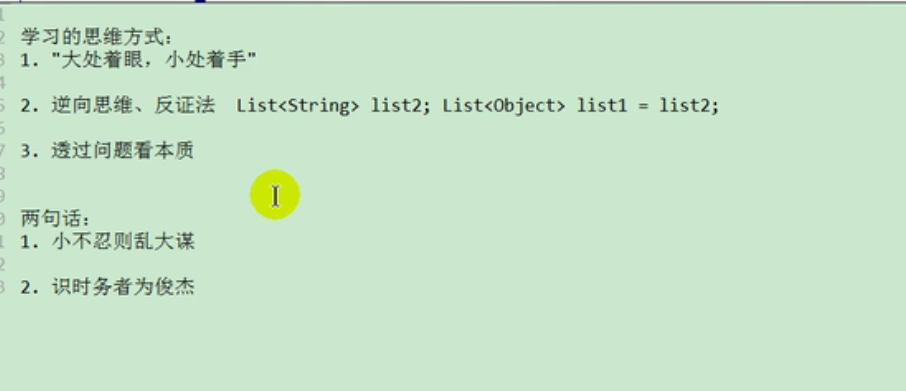 学习的思维方式：
1. "大处着眼，小处着手"
2. 逆向思维、反证法  List<String> list2; List<Object> list1 = list2;
3. 透过问题看本质
两句话：
1. 小不忍则乱大谋
2. 识时务者为俊杰